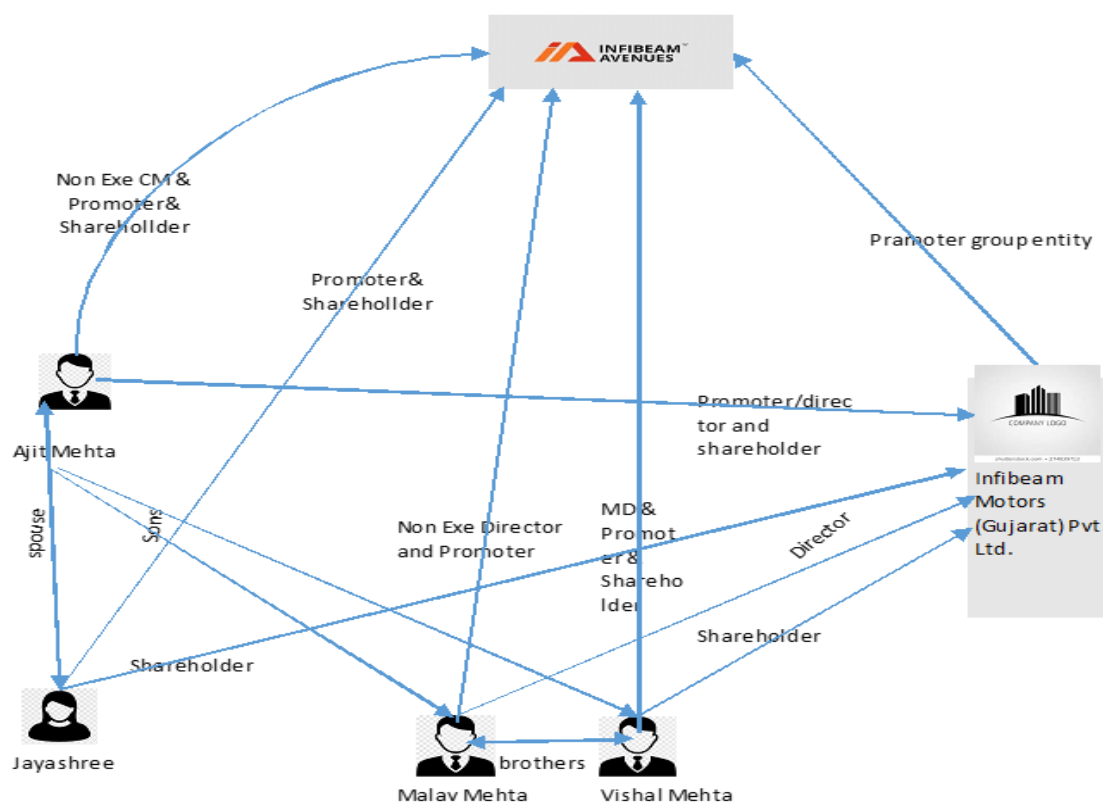 INFIBEAM
AVENUES
Non Exe CM &
Promoter&
Shareholldder
Promoter&
Shareholldder
Pramoter group entity
COMPANY LOGO
Promoter/direc
tor and
shareholder
Ajit Mehta
Infibeam
Motors
(Gujarat) Pvt
Ltd.
spouse
Sons
Non Exe Director
and Promoter
MD &
Promot
er &
Shareho
lder
Director
Shareholder
Shareholder
Jayashree
brothers
Malav Mehta
Vishal Mehta